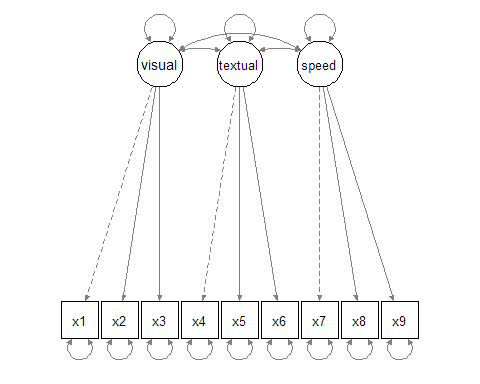 visual textual speed
x1 x2 x3 x4 x5 x6 x7 x8 x9